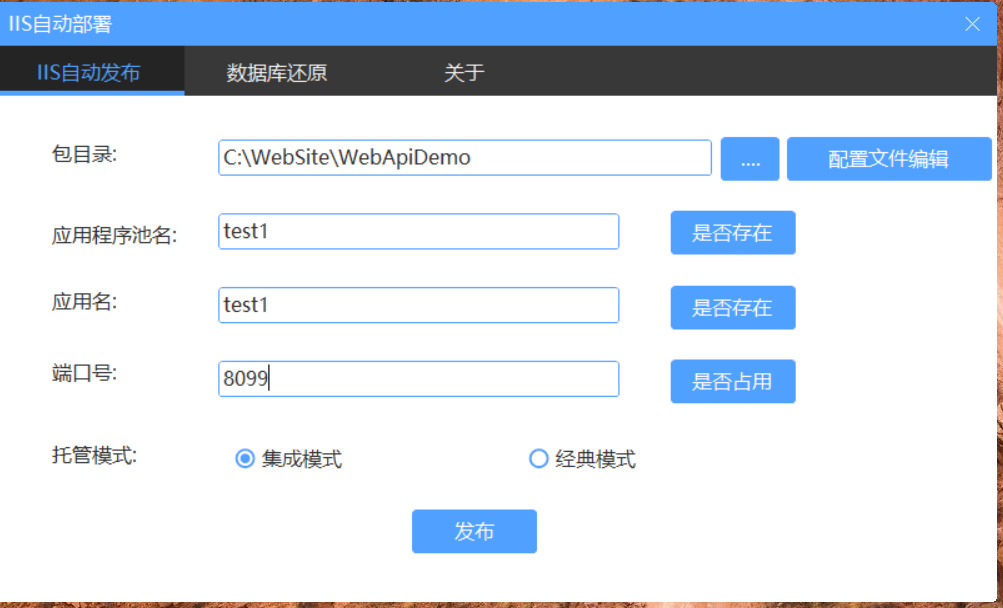 IIS自动部署
IIS自动发布 数据库还原 关于
包目录: C:\WebSite\WebApiDemo .... 配置文件编辑
应用程序池名: test1 是否存在
应用名: test1 是否存在
端口号: 8099 是否占用
托管模式: 集成模式 经典模式
发布